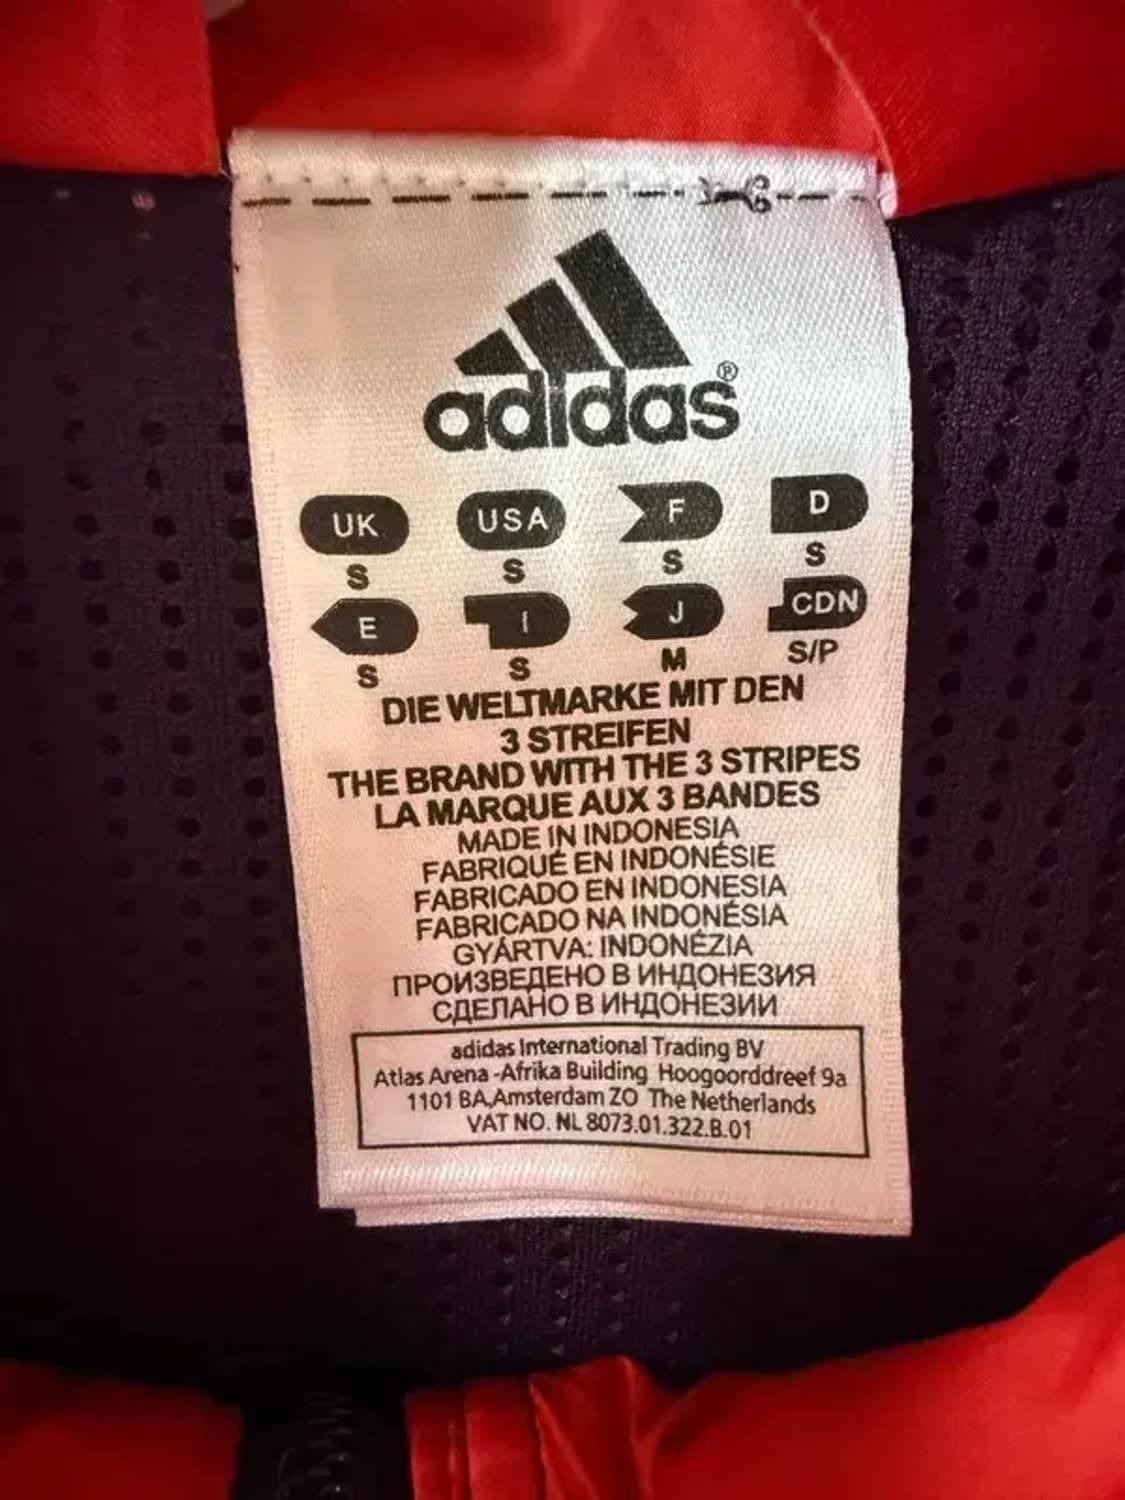 adidas®
UK USA F D
S S S S
E I J CDN
S S M S/P
DIE WELTMARKE MIT DEN
3 STREIFEN
THE BRAND WITH THE 3 STRIPES
LA MARQUE AUX 3 BANDES
MADE IN INDONESIA
FABRIQUÉ EN INDONÉSIE
FABRICADO EN INDONESIA
FABRICADO NA INDONÉSIA
GYÁRTVA: INDONÉZIA
ПРОИЗВЕДЕНО В ИНДОНЕЗИЯ
СДЕЛАНО В ИНДОНЕЗИИ
adidas International Trading BV
Atlas Arena -Afrika Building Hoogoorddreef 9a
1101 BA,Amsterdam ZO The Netherlands
VAT NO. NL 8073.01.322.B.01